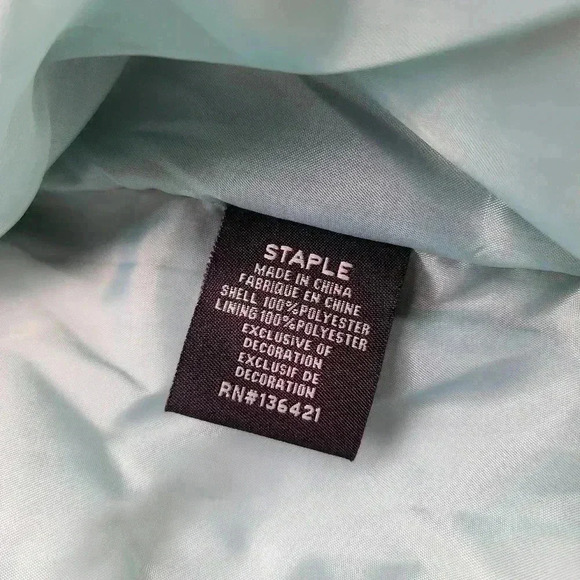 STAPLE
MADE IN CHINA
FABRIQUE EN CHINE
SHELL 100%POLYESTER
LINING 100%POLYESTER
EXCLUSIVE OF
DECORATION
EXCLUSIF DE
DECORATION
RN#136421